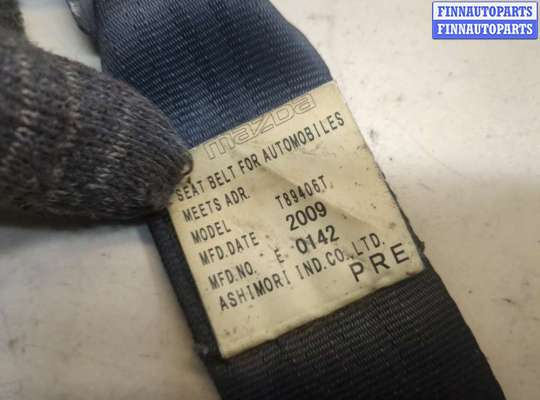 FINNAUTOPARTS
FINNAUTOPARTS
mazda
SEAT BELT FOR AUTOMOBILES
MEETS ADR.
MODEL T89406T
MFD.DATE 2009
MFD.NO. E 0142
ASHIMORI IND.CO.LTD.
PRE